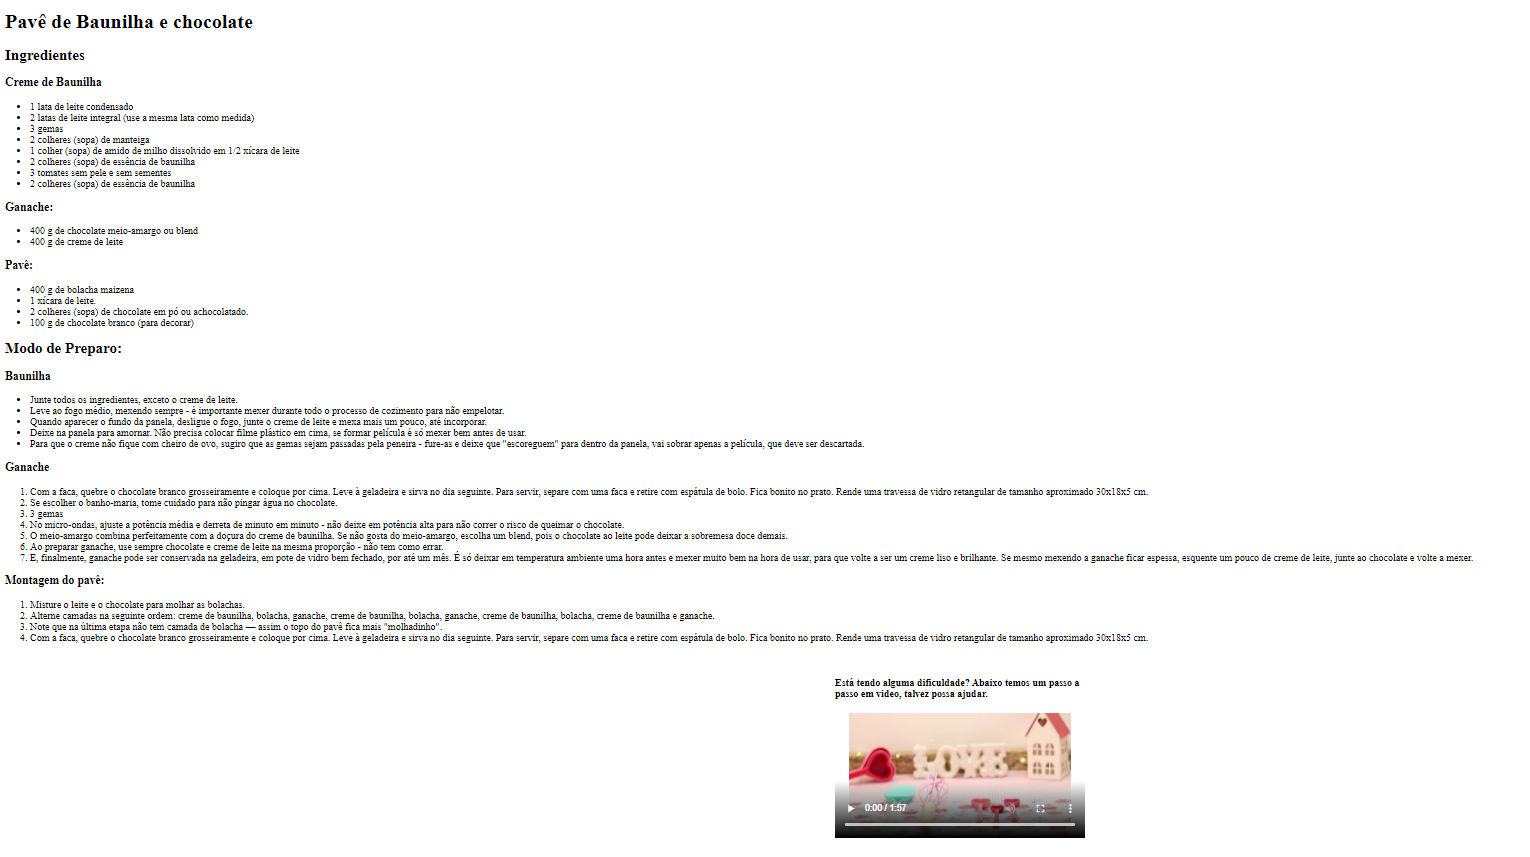 Pavê de Baunilha e chocolate
Ingredientes
Creme de Baunilha
• 1 lata de leite condensado
• 2 latas de leite integral (use a mesma lata como medida)
• 3 gemas
• 2 colheres (sopa) de manteiga
• 1 colher (sopa) de amido de milho dissolvido em 1/2 xícara de leite
• 2 colheres (sopa) de essência de baunilha
• 3 tomates sem pele e sem sementes
• 2 colheres (sopa) de essência de baunilha
Ganache:
• 400 g de chocolate meio-amargo ou blend
• 400 g de creme de leite
Pavê:
• 400 g de bolacha maizena
• 1 xícara de leite.
• 2 colheres (sopa) de chocolate em pó ou achocolatado.
• 100 g de chocolate branco (para decorar)
Modo de Preparo:
Baunilha
• Junte todos os ingredientes, exceto o creme de leite.
• Leve ao fogo médio, mexendo sempre - é importante mexer durante todo o processo de cozimento para não empelotar.
• Quando aparecer o fundo da panela, desligue o fogo, junte o creme de leite e mexa mais um pouco, até incorporar.
• Deixe na panela para amornar. Não precisa colocar filme plástico em cima, se formar película é só mexer bem antes de usar.
• Para que o creme não fique com cheiro de ovo, sugiro que as gemas sejam passadas pela peneira - fure-as e deixe que "escoreguem" para dentro da panela, vai sobrar apenas a película, que deve ser descartada.
Ganache
1. Com a faca, quebre o chocolate branco grosseiramente e coloque por cima. Leve à geladeira e sirva no dia seguinte. Para servir, separe com uma faca e retire com espátula de bolo. Fica bonito no prato. Rende uma travessa de vidro retangular de tamanho aproximado 30x18x5 cm.
2. Se escolher o banho-maria, tome cuidado para não pingar água no chocolate.
3. 3 gemas
4. No micro-ondas, ajuste a potência média e derreta de minuto em minuto - não deixe em potência alta para não correr o risco de queimar o chocolate.
5. O meio-amargo combina perfeitamente com a doçura do creme de baunilha. Se não gosta do meio-amargo, escolha um blend, pois o chocolate ao leite pode deixar a sobremesa doce demais.
6. Ao preparar ganache, use sempre chocolate e creme de leite na mesma proporção - não tem como errar.
7. E, finalmente, ganache pode ser conservada na geladeira, em pote de vidro bem fechado, por até um mês. É só deixar em temperatura ambiente uma hora antes e mexer muito bem na hora de usar, para que volte a ser um creme liso e brilhante. Se mesmo mexendo a ganache ficar espessa, esquente um pouco de creme de leite, junte ao chocolate e volte a mexer.
Montagem do pavê:
1. Misture o leite e o chocolate para molhar as bolachas.
2. Alterne camadas na seguinte ordem: creme de baunilha, bolacha, ganache, creme de baunilha, bolacha, ganache, creme de baunilha, bolacha, creme de baunilha e ganache.
3. Note que na última etapa não tem camada de bolacha — assim o topo do pavê fica mais "molhadinho".
4. Com a faca, quebre o chocolate branco grosseiramente e coloque por cima. Leve à geladeira e sirva no dia seguinte. Para servir, separe com uma faca e retire com espátula de bolo. Fica bonito no prato. Rende uma travessa de vidro retangular de tamanho aproximado 30x18x5 cm.
Está tendo alguma dificuldade? Abaixo temos um passo a
passo em vídeo, talvez possa ajudar.
LOVE
0:00 / 1:57